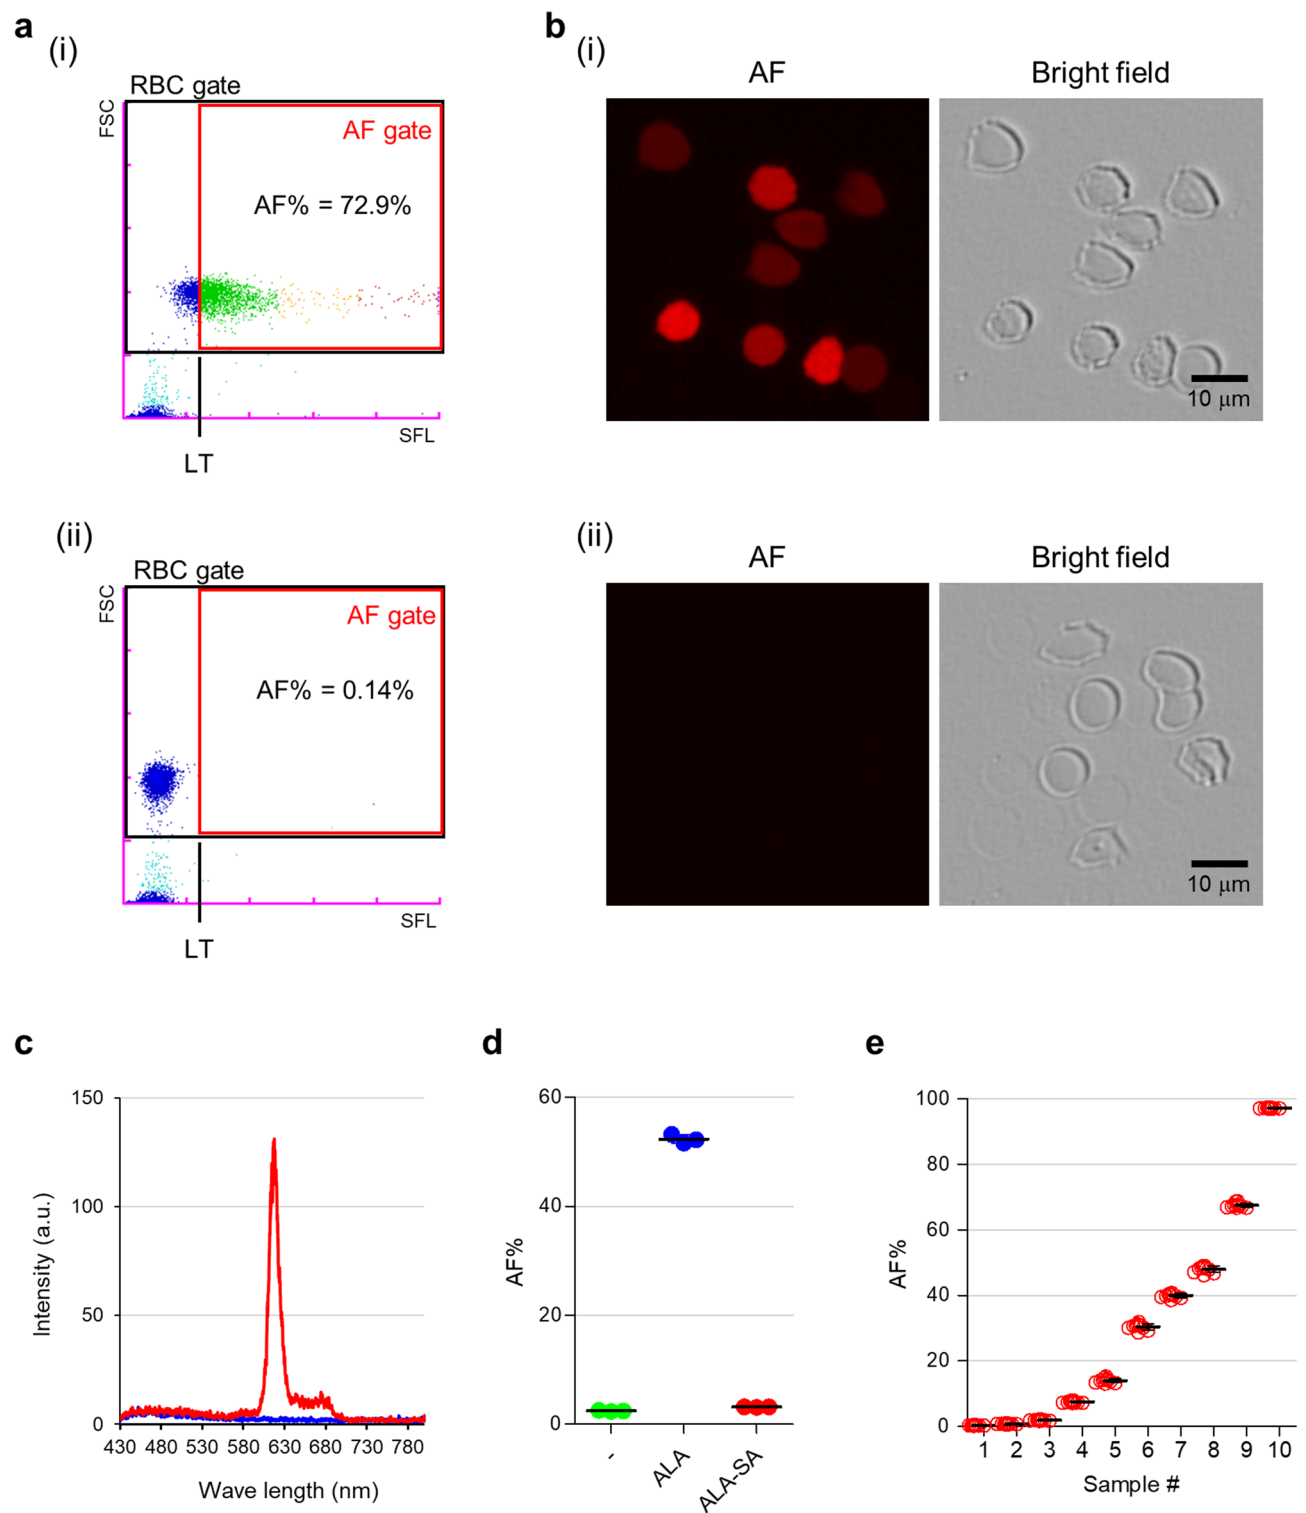 a
(i)
RBC gate
FSC
AF gate
AF% = 72.9%
SFL
LT
(ii)
RBC gate
FSC
AF gate
AF% = 0.14%
SFL
LT
b
(i)
AF
Bright field
10 μm
(ii)
AF
Bright field
10 μm
c
150
100
50
0
Intensity (a.u.)
430 480 530 580 630 680 730 780
Wave length (nm)
d
60
40
20
0
AF%
-
ALA
ALA-SA
e
100
80
60
40
20
0
AF%
1 2 3 4 5 6 7 8 9 10
Sample #